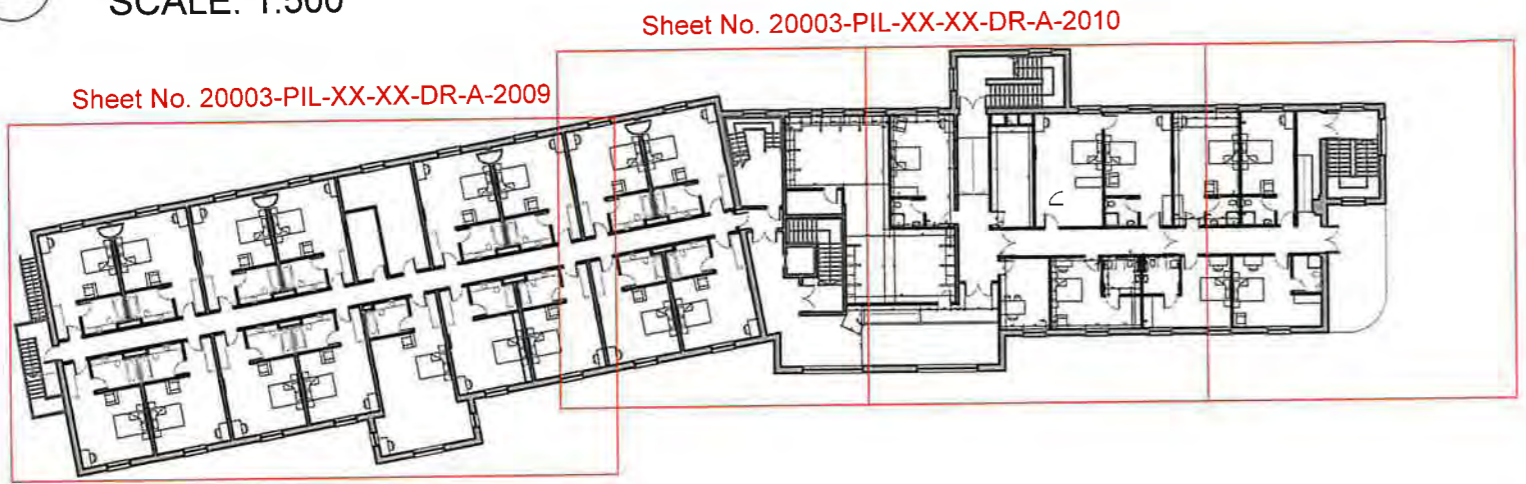 SCALE: 1:500
Sheet No. 20003-PIL-XX-XX-DR-A-2010
Sheet No. 20003-PIL-XX-XX-DR-A-2009